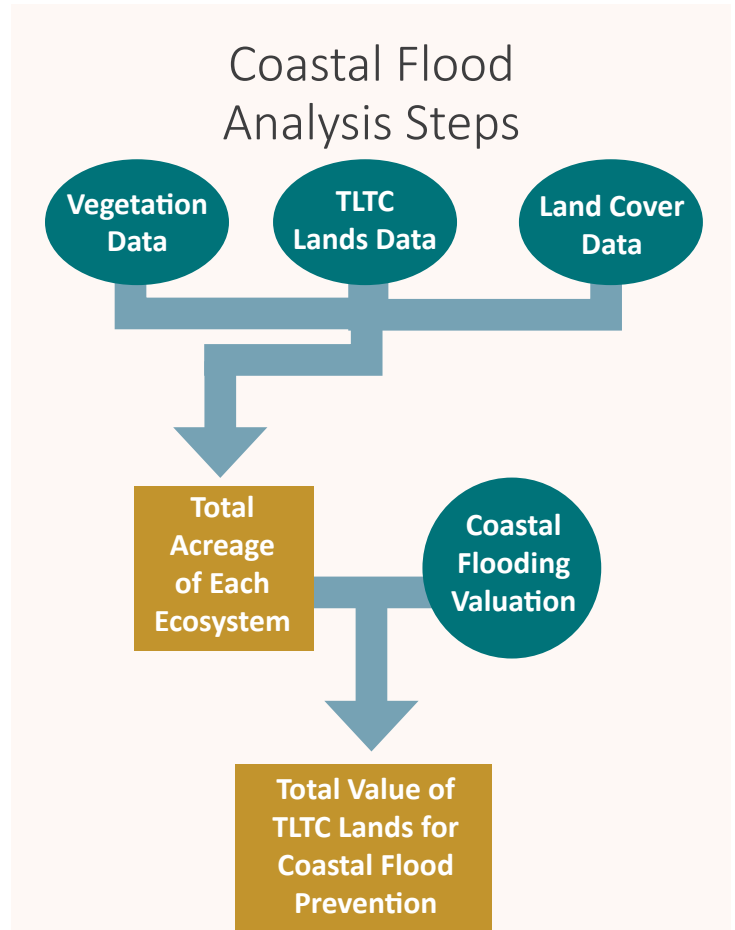 Coastal Flood
Analysis Steps
Vegetation
Data
TLTC
Lands Data
Land Cover
Data
Total
Acreage
of Each
Ecosystem
Coastal
Flooding
Valuation
Total Value of
TLTC Lands for
Coastal Flood
Prevention